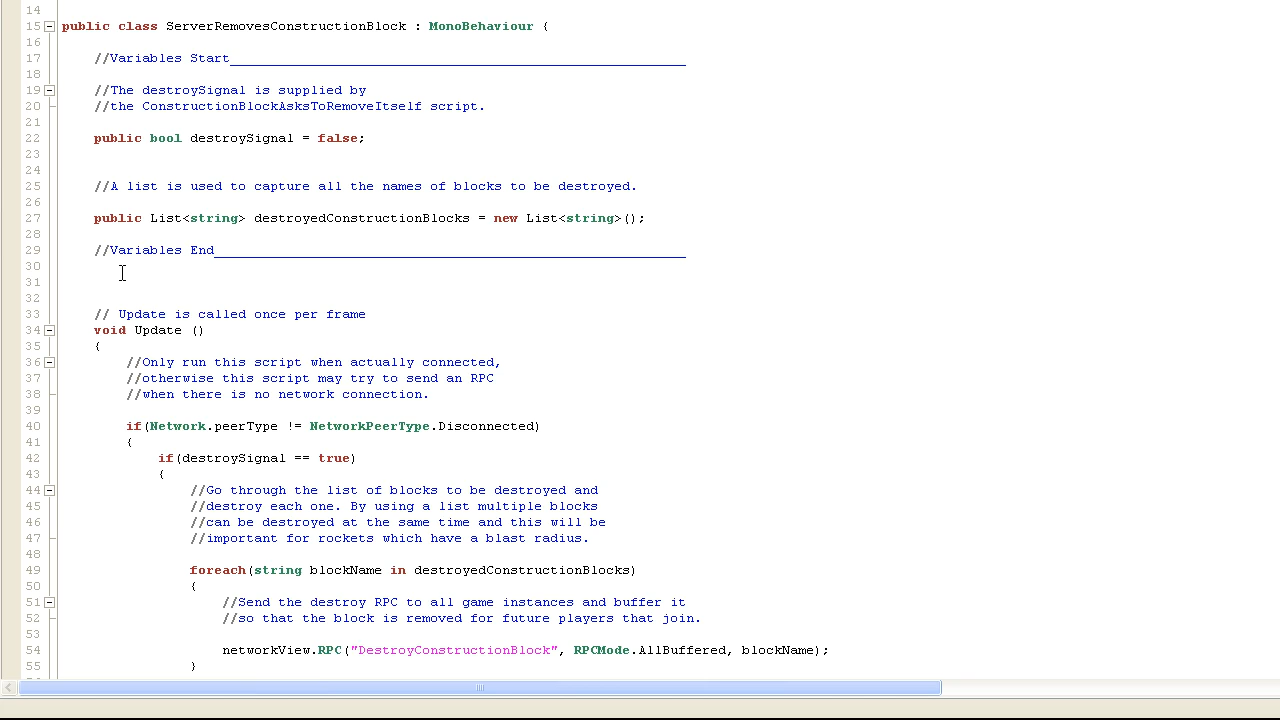 14
15 public class ServerRemovesConstructionBlock : MonoBehaviour {
16
17 //Variables Start_________________________________________________________
18
19 //The destroySignal is supplied by
20 //the ConstructionBlockAsksToRemoveItself script.
21
22 public bool destroySignal = false;
23
24
25 //A list is used to capture all the names of blocks to be destroyed.
26
27 public List<string> destroyedConstructionBlocks = new List<string>();
28
29 //Variables End___________________________________________________________
30
31
32
33 // Update is called once per frame
34 void Update ()
35 {
36 //Only run this script when actually connected,
37 //otherwise this script may try to send an RPC
38 //when there is no network connection.
39
40 if(Network.peerType != NetworkPeerType.Disconnected)
41 {
42 if(destroySignal == true)
43 {
44 //Go through the list of blocks to be destroyed and
45 //destroy each one. By using a list multiple blocks
46 //can be destroyed at the same time and this will be
47 //important for rockets which have a blast radius.
48
49 foreach(string blockName in destroyedConstructionBlocks)
50 {
51 //Send the destroy RPC to all game instances and buffer it
52 //so that the block is removed for future players that join.
53
54 networkView.RPC("DestroyConstructionBlock", RPCMode.AllBuffered, blockName);
55 }